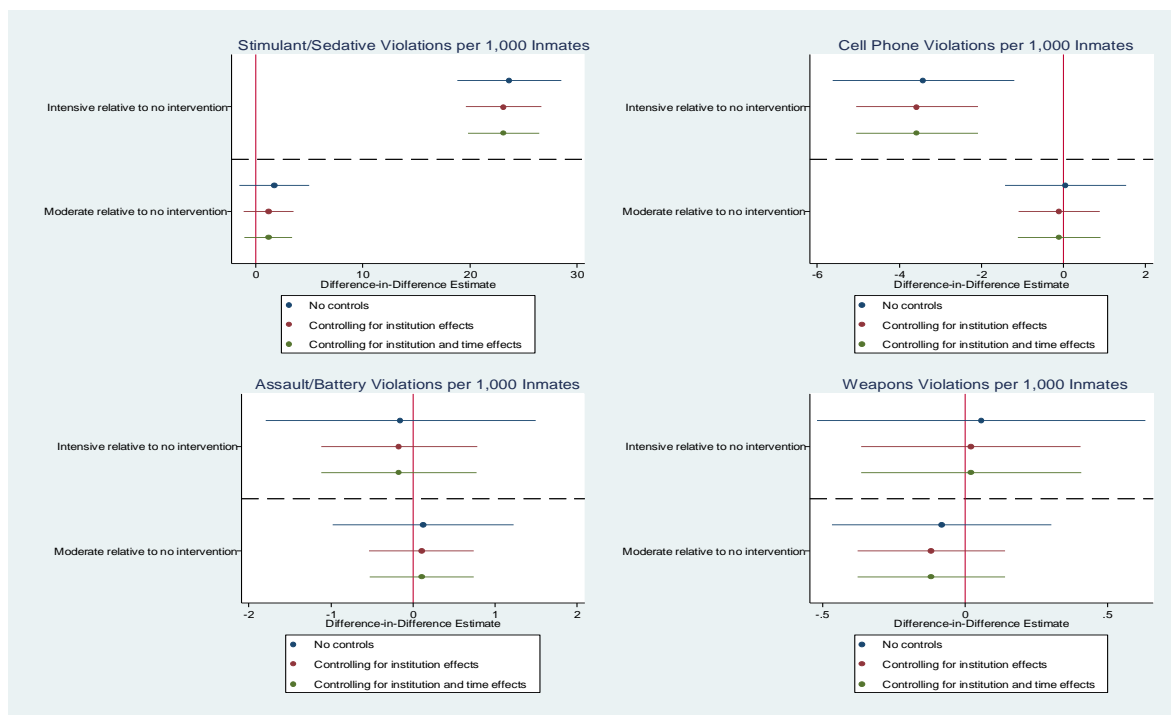 Stimulant/Sedative Violations per 1,000 Inmates
Intensive relative to no intervention
Moderate relative to no intervention
0 10 20 30
Difference-in-Difference Estimate
No controls
Controlling for institution effects
Controlling for institution and time effects
Cell Phone Violations per 1,000 Inmates
Intensive relative to no intervention
Moderate relative to no intervention
-6 -4 -2 0 2
Difference-in-Difference Estimate
No controls
Controlling for institution effects
Controlling for institution and time effects
Assault/Battery Violations per 1,000 Inmates
Intensive relative to no intervention
Moderate relative to no intervention
-2 -1 0 1 2
Difference-in-Difference Estimate
No controls
Controlling for institution effects
Controlling for institution and time effects
Weapons Violations per 1,000 Inmates
Intensive relative to no intervention
Moderate relative to no intervention
-.5 0 .5
Difference-in-Difference Estimate
No controls
Controlling for institution effects
Controlling for institution and time effects